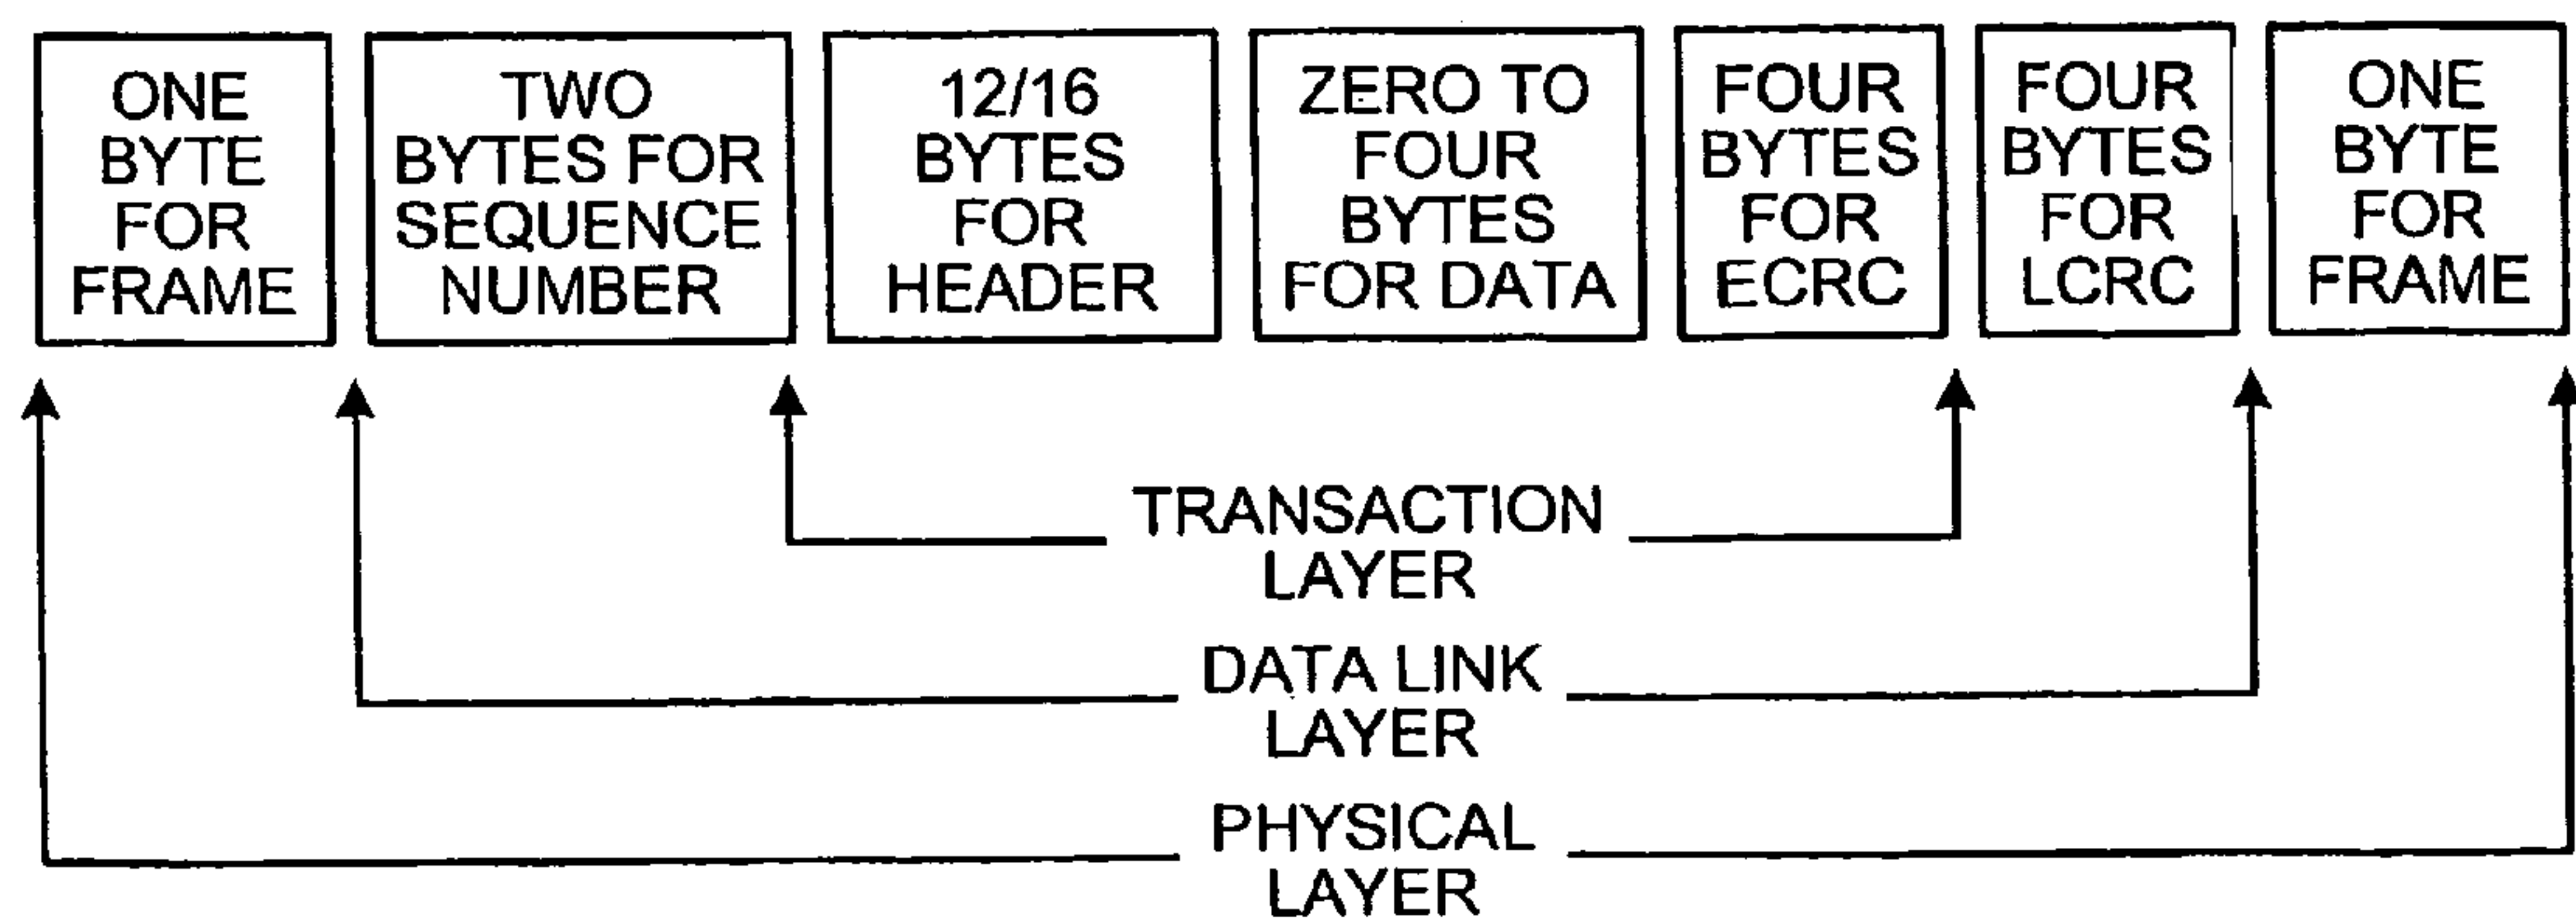 ONE
BYTE
FOR
FRAME
TWO
BYTES FOR
SEQUENCE
NUMBER
12/16
BYTES
FOR
HEADER
ZERO TO
FOUR
BYTES
FOR DATA
FOUR
BYTES
FOR
ECRC
FOUR
BYTES
FOR
LCRC
ONE
BYTE
FOR
FRAME
TRANSACTION
LAYER
DATA LINK
LAYER
PHYSICAL
LAYER